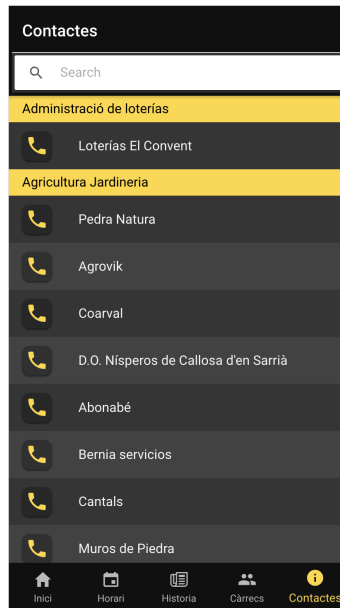 Contactes
Search
Administració de loterías
Loterías El Convent
Agricultura Jardineria
Pedra Natura
Agrovik
Coarval
D.O. Nísperos de Callosa d'en Sarrià
Abonabé
Bernia servicios
Cantals
Muros de Piedra
Inici Horari Historia Càrrecs Contactes